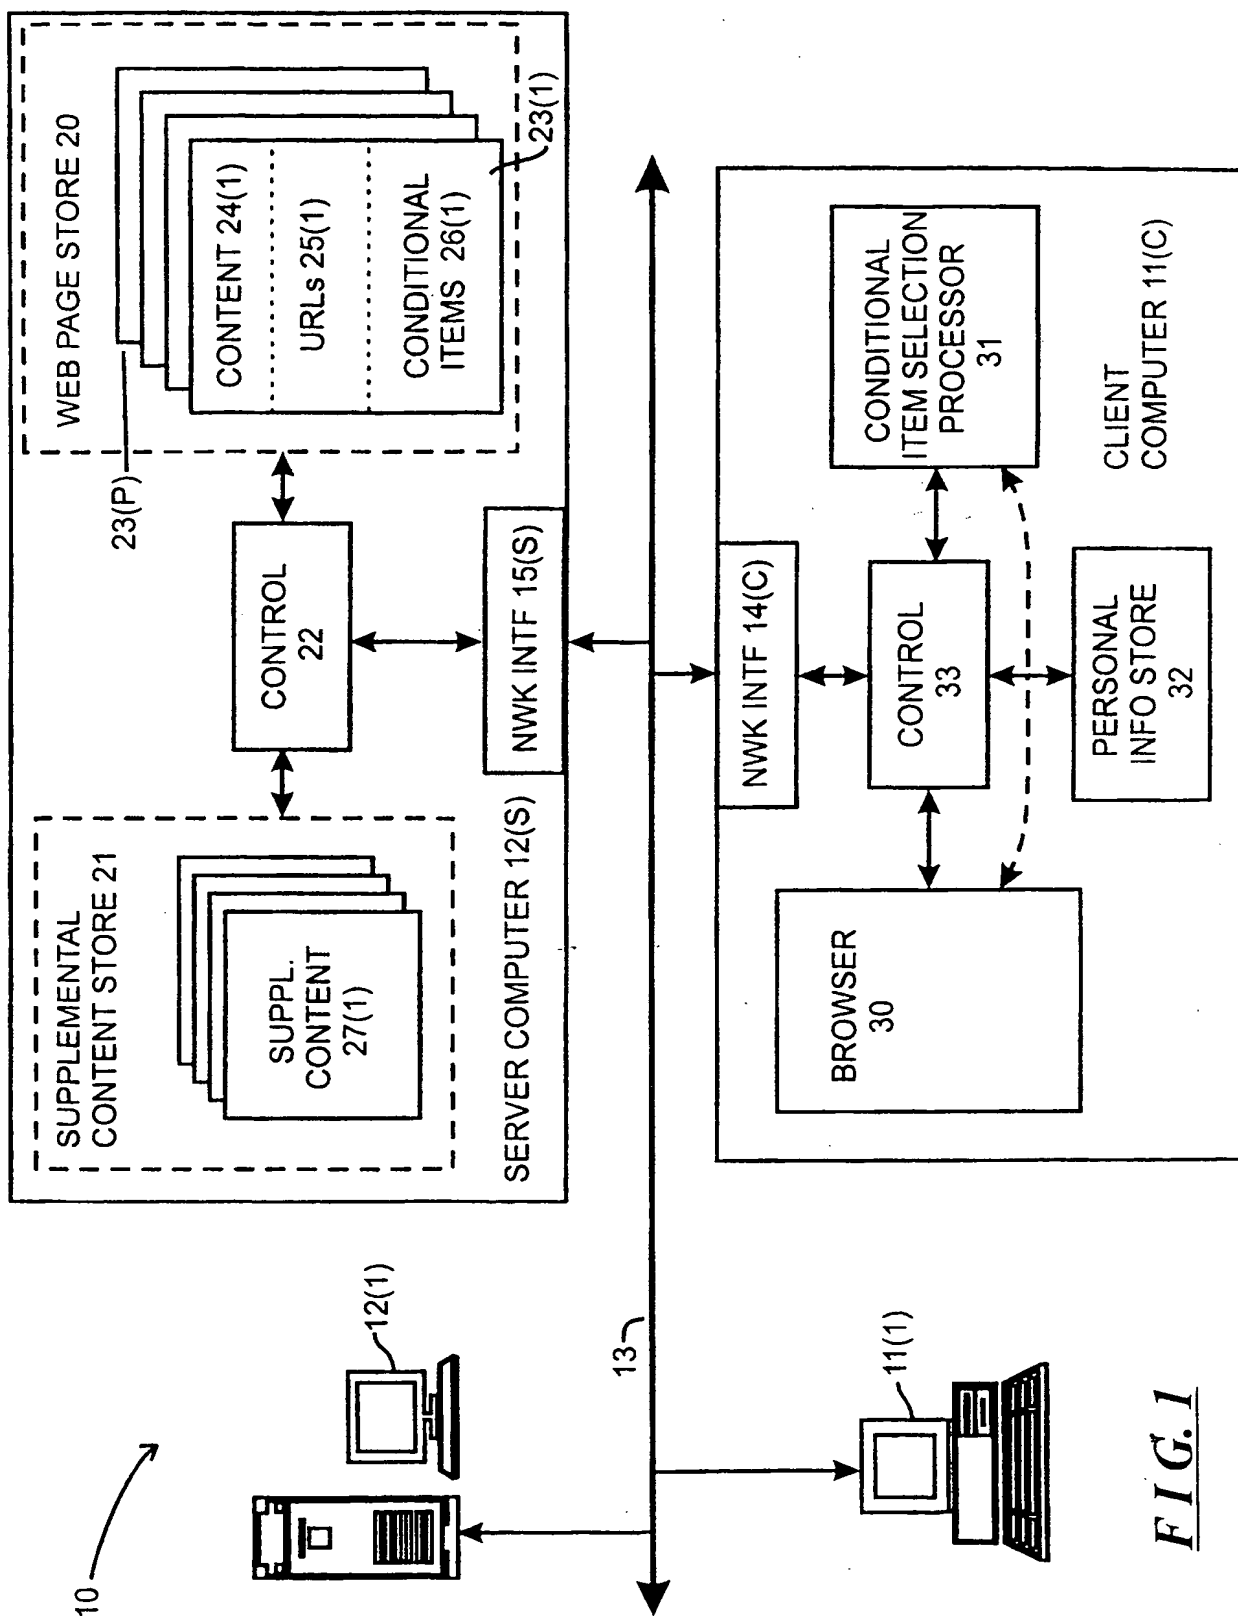 10
12(1)
SUPPLEMENTAL
CONTENT STORE 21
SUPPL.
CONTENT
27(1)
CONTROL
22
WEB PAGE STORE 20
23(P)
CONTENT 24(1)
URLs 25(1)
CONDITIONAL
ITEMS 26(1)
23(1)
SERVER COMPUTER 12(S)
NWK INTF 15(S)
13
11(1)
NWK INTF 14(C)
BROWSER
30
CONTROL
33
CONDITIONAL
ITEM SELECTION
PROCESSOR
31
PERSONAL
INFO STORE
32
CLIENT
COMPUTER 11(C)
FIG. 1